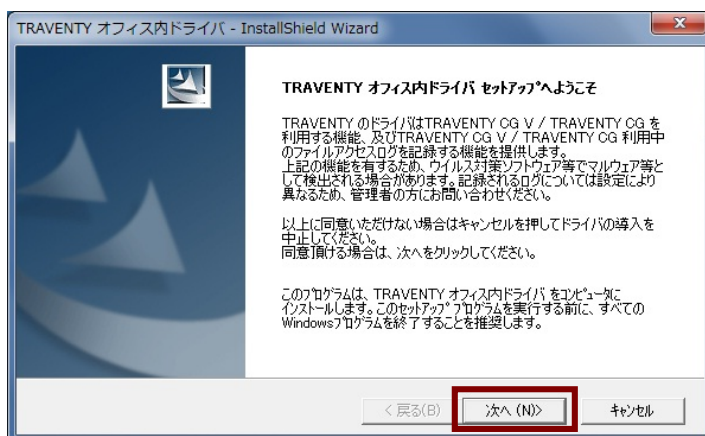 TRAVENTY オフィス内ドライバ - InstallShield Wizard
TRAVENTY オフィス内ドライバ セットアップへようこそ
TRAVENTY のドライバはTRAVENTY CG V / TRAVENTY CG を
利用する機能、及びTRAVENTY CG V / TRAVENTY CG 利用中
のファイルアクセスログを記録する機能を提供します。
上記の機能を有するため、ウイルス対策ソフトウェア等でマルウェア等と
して検出される場合があります。記録されるログについては設定により
異なるため、管理者の方にお問い合わせください。
以上に同意いただけない場合はキャンセルを押してドライバの導入を
中止してください。
同意頂ける場合は、次へをクリックしてください。
このプログラムは、TRAVENTY オフィス内ドライバ をコンピュータに
インストールします。このセットアップ プログラムを実行する前に、すべての
Windowsプログラムを終了することを推奨します。
< 戻る(B) 次へ (N)> キャンセル